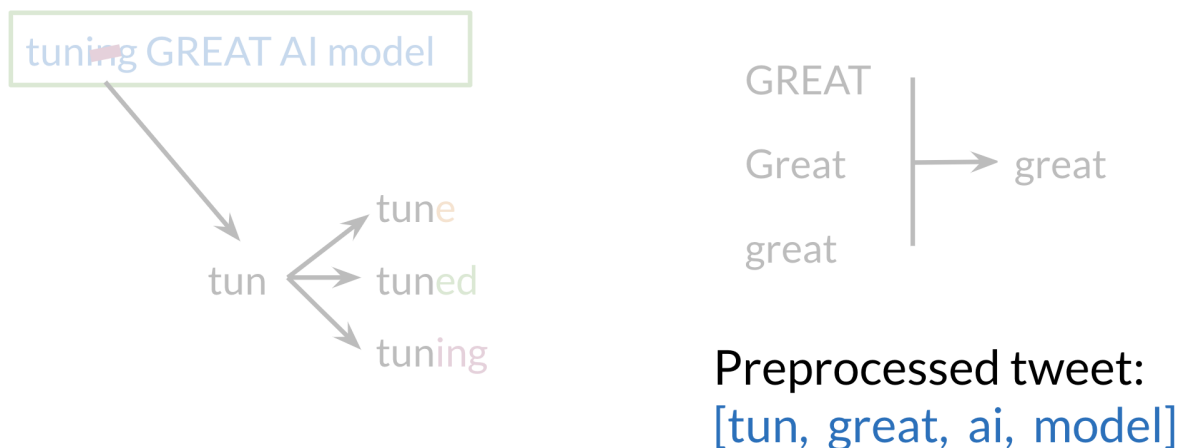 tuning GREAT AI model
tun
tune
tuned
tuning
GREAT
Great
great
great
Preprocessed tweet:
[tun, great, ai, model]